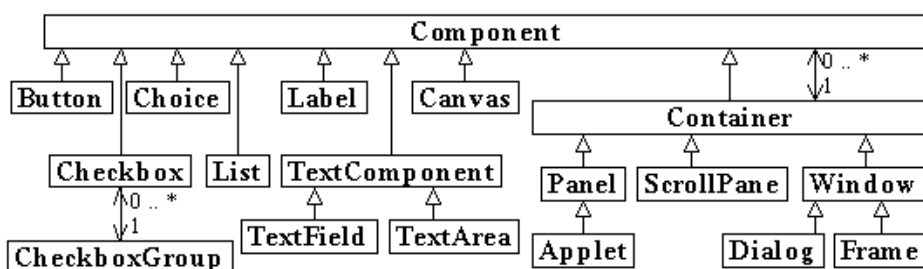 Component
Button
Choice
Label
Canvas
0 .. *
1
Container
Checkbox
List
TextComponent
Panel
ScrollPane
Window
0 .. *
1
TextField
TextArea
CheckboxGroup
Applet
Dialog
Frame